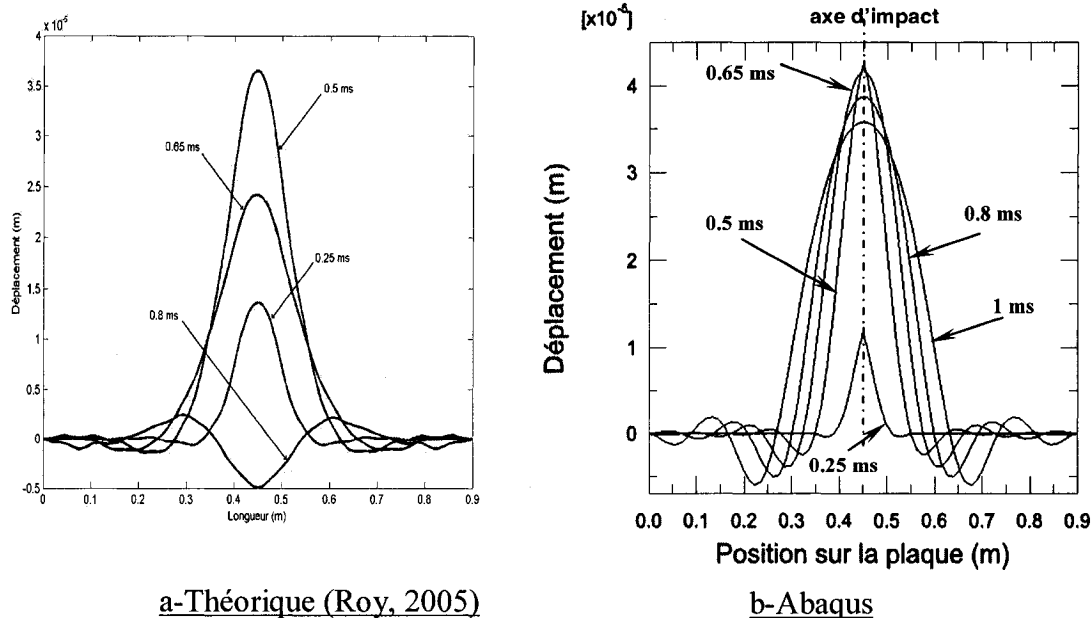 x 10⁻⁵
4
3.5
3
2.5
2
1.5
1
0.5
0
-0.5
Déplacement (m)
0.5 ms
0.65 ms
0.25 ms
0.8 ms
0 0.1 0.2 0.3 0.4 0.5 0.6 0.7 0.8 0.9
Longueur (m)
a-Théorique (Roy, 2005)
[x10⁻⁵]
axe d'impact
4
3
2
1
0
Déplacement (m)
0.65 ms
0.5 ms
0.8 ms
1 ms
0.25 ms
0.0 0.1 0.2 0.3 0.4 0.5 0.6 0.7 0.8 0.9
Position sur la plaque (m)
b-Abaqus